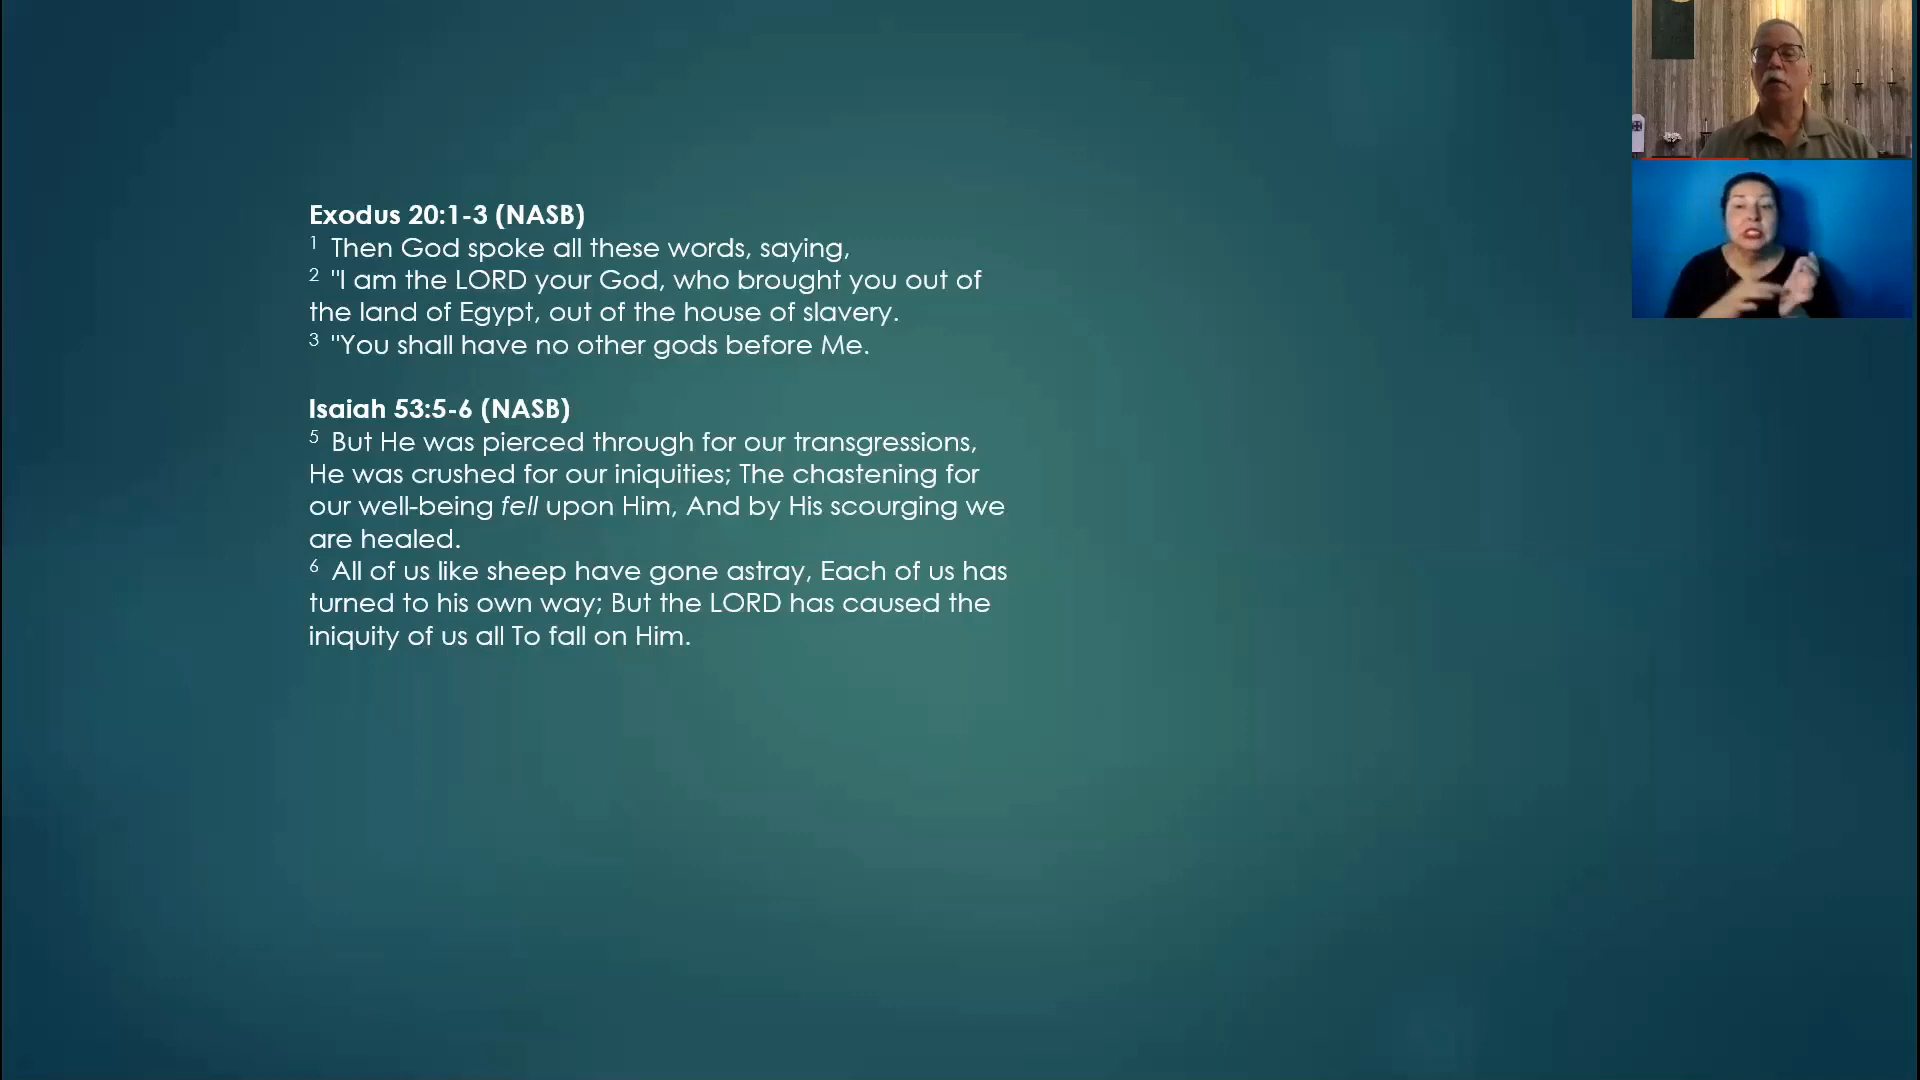 Exodus 20:1-3 (NASB)
1 Then God spoke all these words, saying,
2 "I am the LORD your God, who brought you out of
the land of Egypt, out of the house of slavery.
3 "You shall have no other gods before Me.
Isaiah 53:5-6 (NASB)
5 But He was pierced through for our transgressions,
He was crushed for our iniquities; The chastening for
our well-being fell upon Him, And by His scourging we
are healed.
6 All of us like sheep have gone astray, Each of us has
turned to his own way; But the LORD has caused the
iniquity of us all To fall on Him.